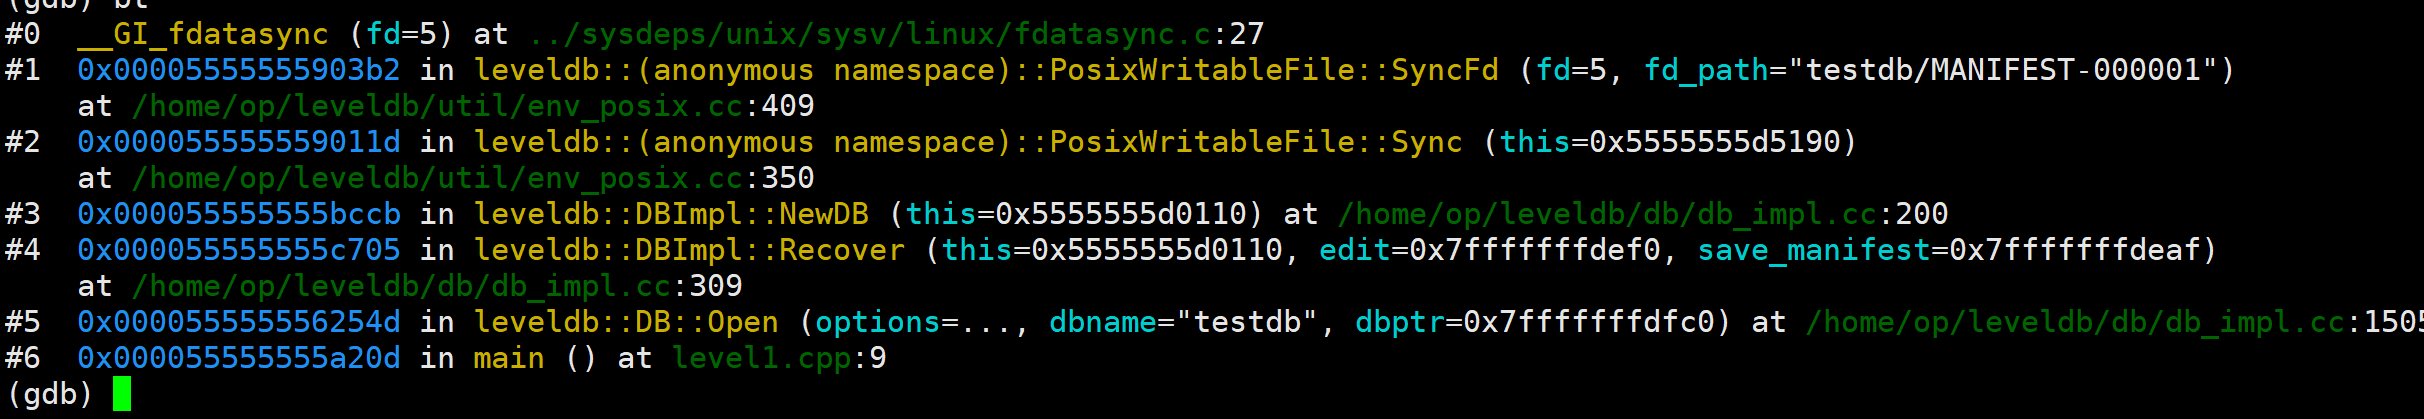 (gdb) bt
#0  __GI_fdatasync (fd=5) at ../sysdeps/unix/sysv/linux/fdatasync.c:27
#1  0x00005555555903b2 in leveldb::(anonymous namespace)::PosixWritableFile::SyncFd (fd=5, fd_path="testdb/MANIFEST-000001")
    at /home/op/leveldb/util/env_posix.cc:409
#2  0x000055555559011d in leveldb::(anonymous namespace)::PosixWritableFile::Sync (this=0x5555555d5190)
    at /home/op/leveldb/util/env_posix.cc:350
#3  0x000055555555bccb in leveldb::DBImpl::NewDB (this=0x5555555d0110) at /home/op/leveldb/db/db_impl.cc:200
#4  0x000055555555c705 in leveldb::DBImpl::Recover (this=0x5555555d0110, edit=0x7fffffffdef0, save_manifest=0x7fffffffdeaf)
    at /home/op/leveldb/db/db_impl.cc:309
#5  0x000055555556254d in leveldb::DB::Open (options=..., dbname="testdb", dbptr=0x7fffffffdfc0) at /home/op/leveldb/db/db_impl.cc:1505
#6  0x000055555555a20d in main () at level1.cpp:9
(gdb)